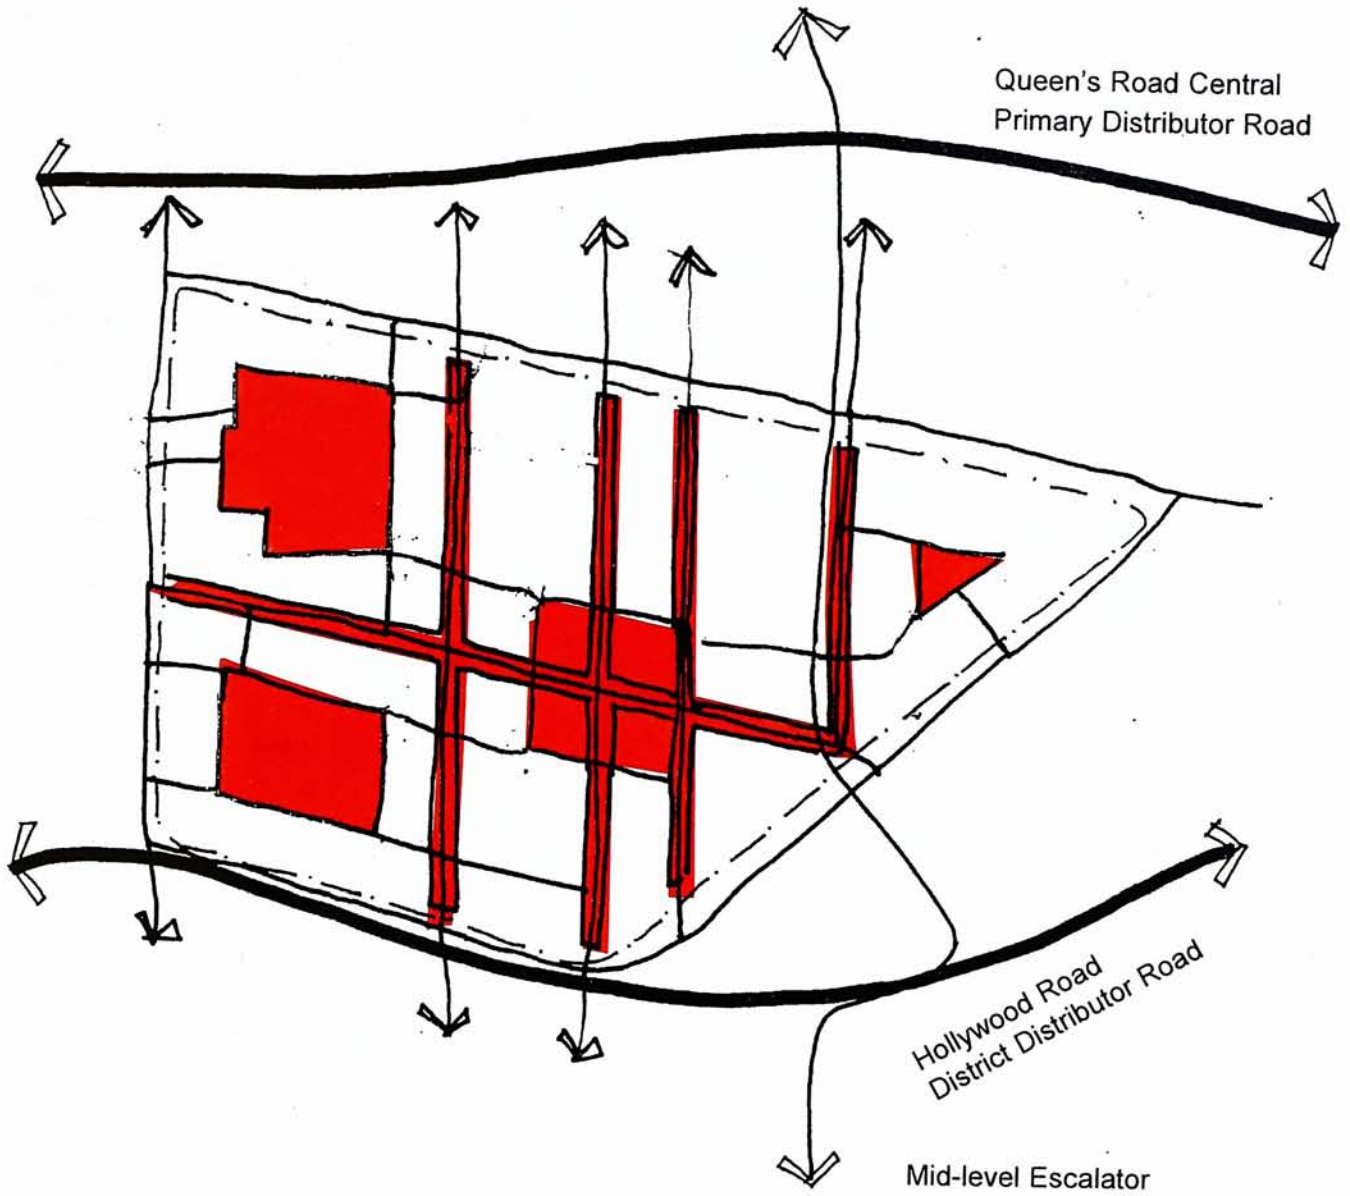 Queen's Road Central
Primary Distributor Road
Hollywood Road
District Distributor Road
Mid-level Escalator